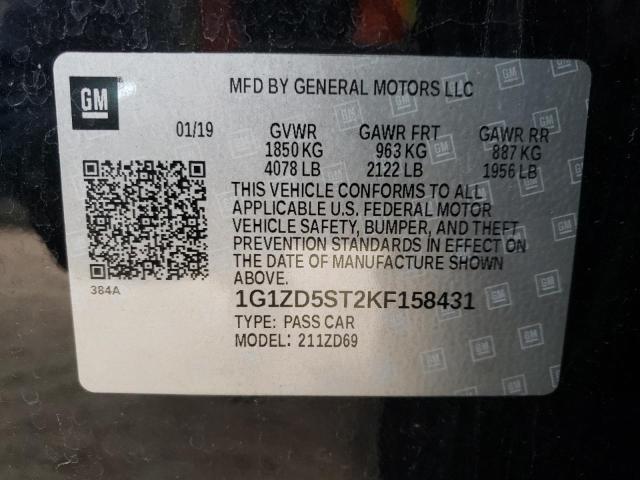 GM
MFD BY GENERAL MOTORS LLC
01/19 GVWR GAWR FRT GAWR RR
1850 KG 963 KG 887 KG
4078 LB 2122 LB 1956 LB
THIS VEHICLE CONFORMS TO ALL
APPLICABLE U.S. FEDERAL MOTOR
VEHICLE SAFETY, BUMPER, AND THEFT
PREVENTION STANDARDS IN EFFECT ON
THE DATE OF MANUFACTURE SHOWN
ABOVE.
384A
1G1ZD5ST2KF158431
TYPE: PASS CAR
MODEL: 211ZD69